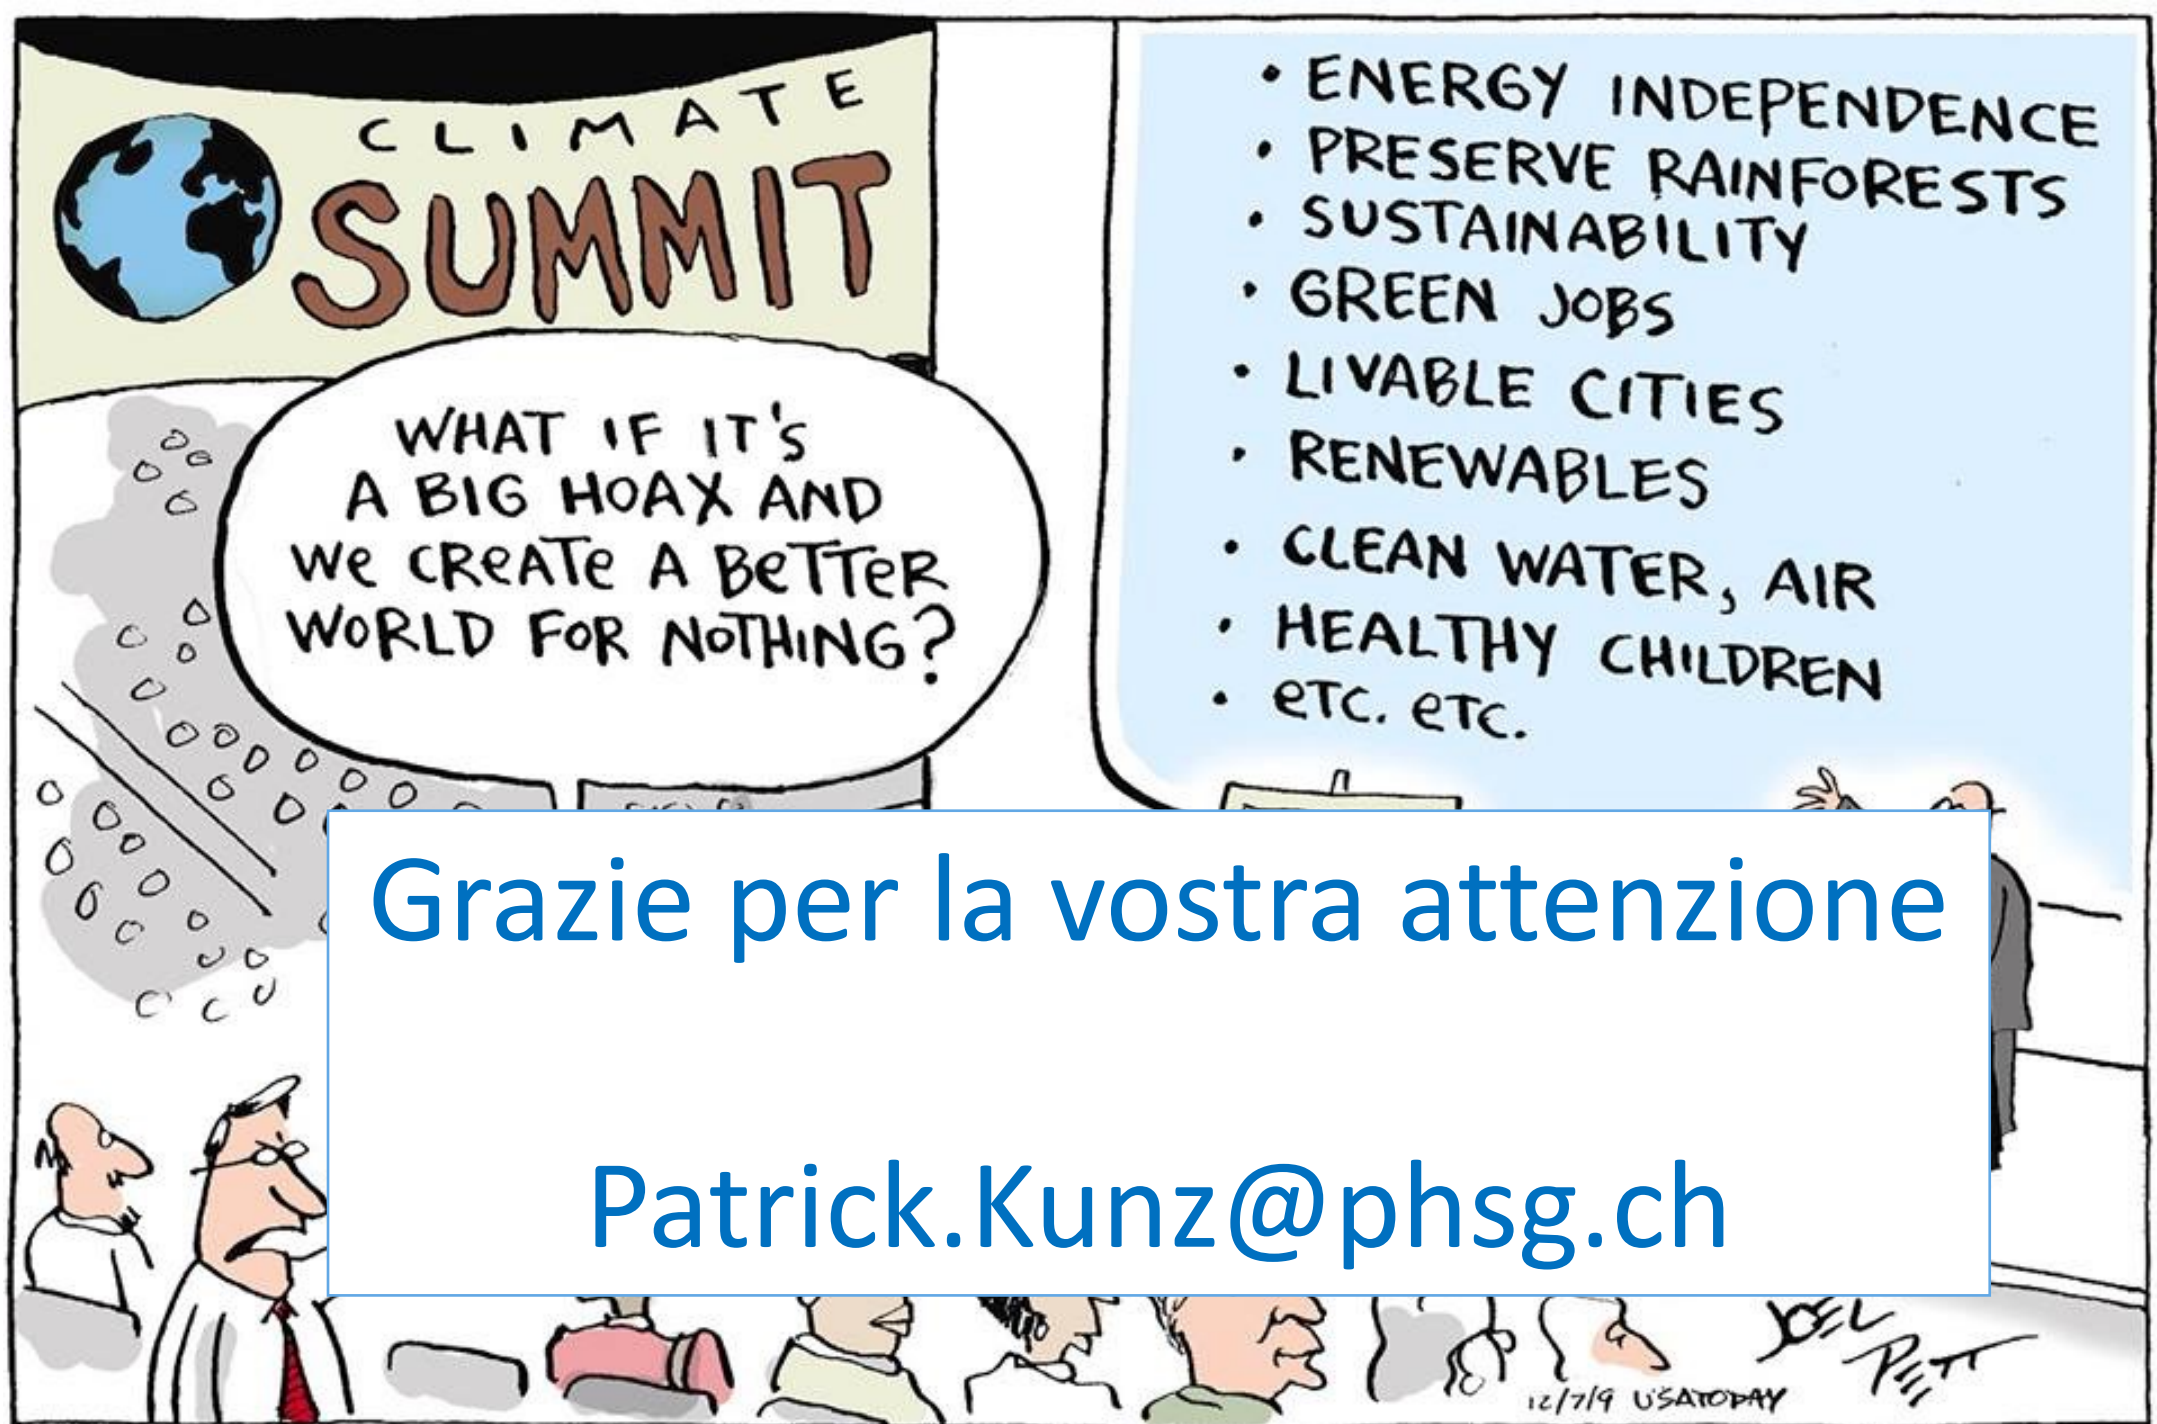 CLIMATE
SUMMIT
WHAT IF IT'S
A BIG HOAX AND
We CReATe A BeTTeR
WORLD FOR NOTHING?
• ENERGY INDEPENDENCE
• PRESERVE RAINFORESTS
• SUSTAINABILITY
• GREEN JOBS
• LIVABLE CITIES
• RENEWABLES
• CLEAN WATER, AIR
• HEALTHY CHILDREN
• eTC. eTC.
Grazie per la vostra attenzione
Patrick.Kunz@phsg.ch
JOEL
PETT
12/7/9 USATODAY